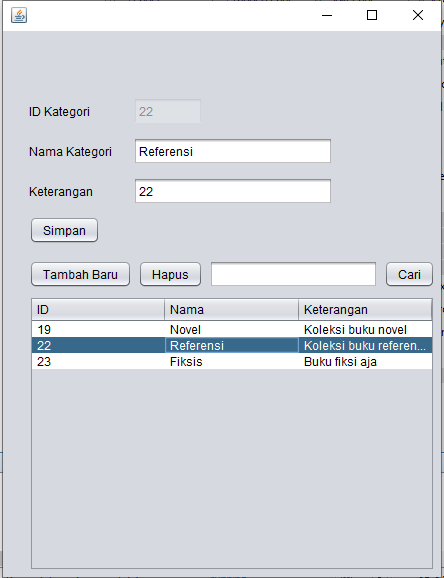 ID Kategori 22
Nama Kategori Referensi
Keterangan 22
Simpan
Tambah Baru Hapus Cari
ID Nama Keterangan
19 Novel Koleksi buku novel
22 Referensi Koleksi buku referen...
23 Fiksis Buku fiksi aja